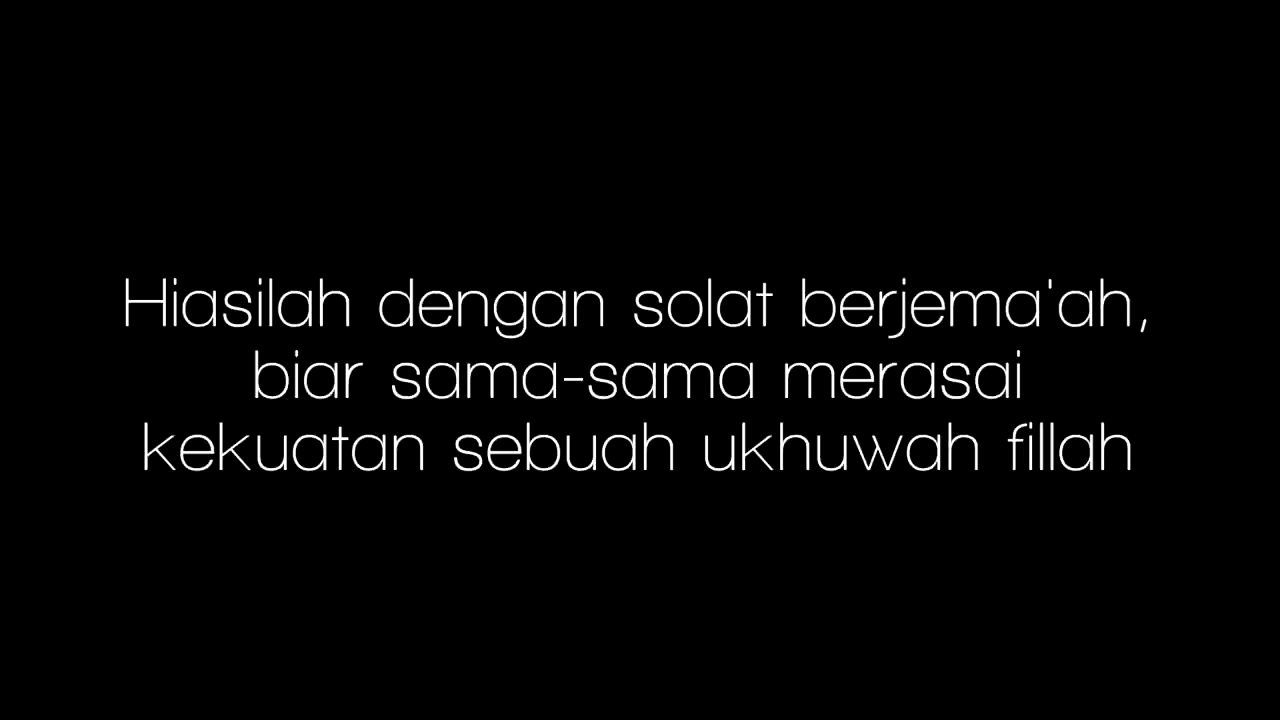 Hiasilah dengan solat berjema'ah,
biar sama-sama merasai
kekuatan sebuah ukhuwah fillah